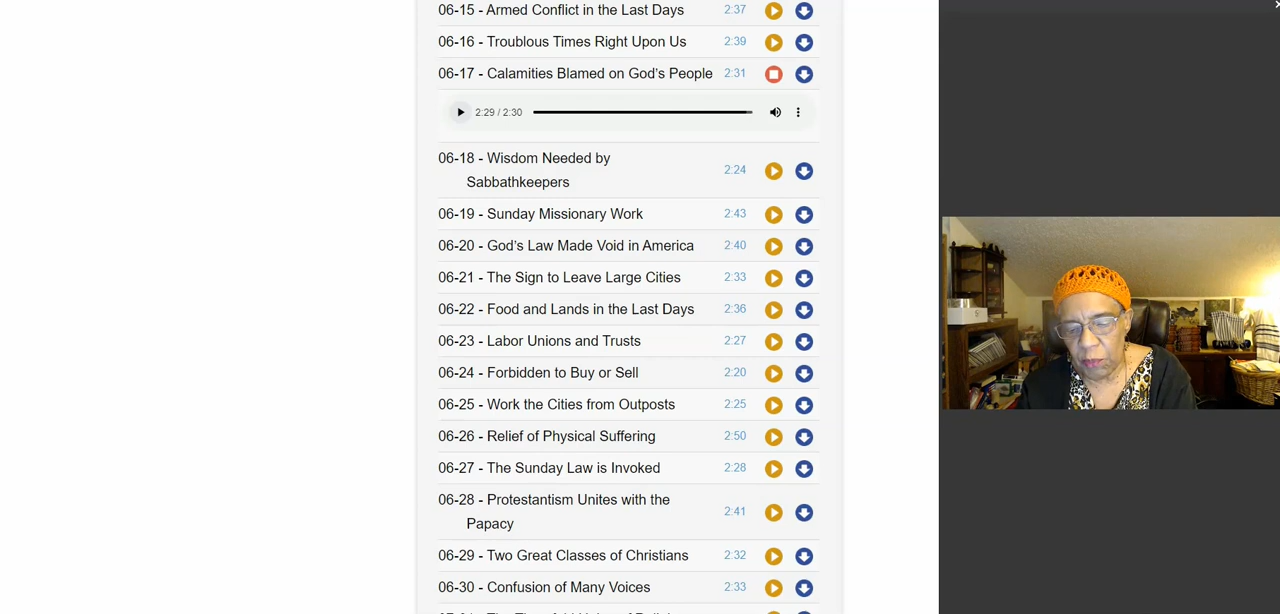 06-15 - Armed Conflict in the Last Days 2:37
06-16 - Troublous Times Right Upon Us 2:39
06-17 - Calamities Blamed on God's People 2:31
2:29 / 2:30
06-18 - Wisdom Needed by
Sabbathkeepers 2:24
06-19 - Sunday Missionary Work 2:43
06-20 - God's Law Made Void in America 2:40
06-21 - The Sign to Leave Large Cities 2:33
06-22 - Food and Lands in the Last Days 2:36
06-23 - Labor Unions and Trusts 2:27
06-24 - Forbidden to Buy or Sell 2:20
06-25 - Work the Cities from Outposts 2:25
06-26 - Relief of Physical Suffering 2:50
06-27 - The Sunday Law is Invoked 2:28
06-28 - Protestantism Unites with the
Papacy 2:41
06-29 - Two Great Classes of Christians 2:32
06-30 - Confusion of Many Voices 2:33